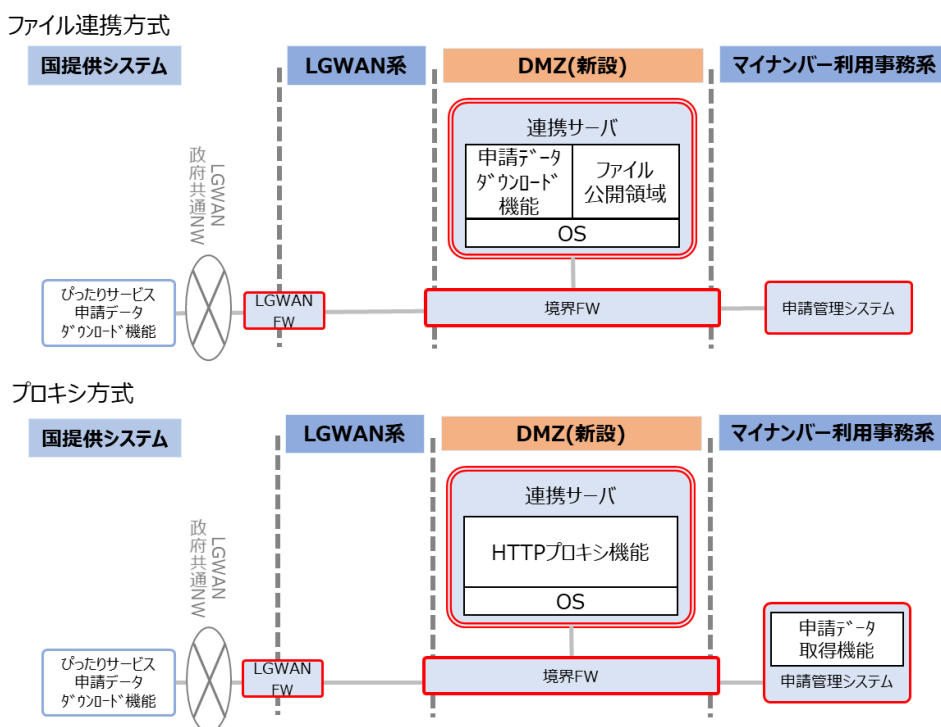 ファイル連携方式
国提供システム
LGWAN系
DMZ(新設)
マイナンバー利用事務系
連携サーバ
申請ﾃﾞｰﾀ
ﾀﾞｳﾝﾛｰﾄﾞ
機能
ファイル
公開領域
OS
LGWAN
政府共通NW
ぴったりサービス
申請データ
ﾀﾞｳﾝﾛｰﾄﾞ機能
LGWAN
FW
境界FW
申請管理システム
プロキシ方式
国提供システム
LGWAN系
DMZ(新設)
マイナンバー利用事務系
連携サーバ
HTTPプロキシ機能
OS
LGWAN
政府共通NW
ぴったりサービス
申請データ
ﾀﾞｳﾝﾛｰﾄﾞ機能
LGWAN
FW
境界FW
申請ﾃﾞｰﾀ
取得機能
申請管理システム